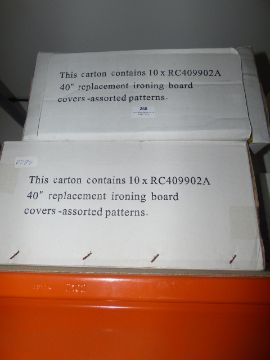 This carton contains 10 x RC409902A
40" replacement ironing board
covers-assorted patterns.
This carton contains 10 x RC409902A
40" replacement ironing board
covers-assorted patterns.